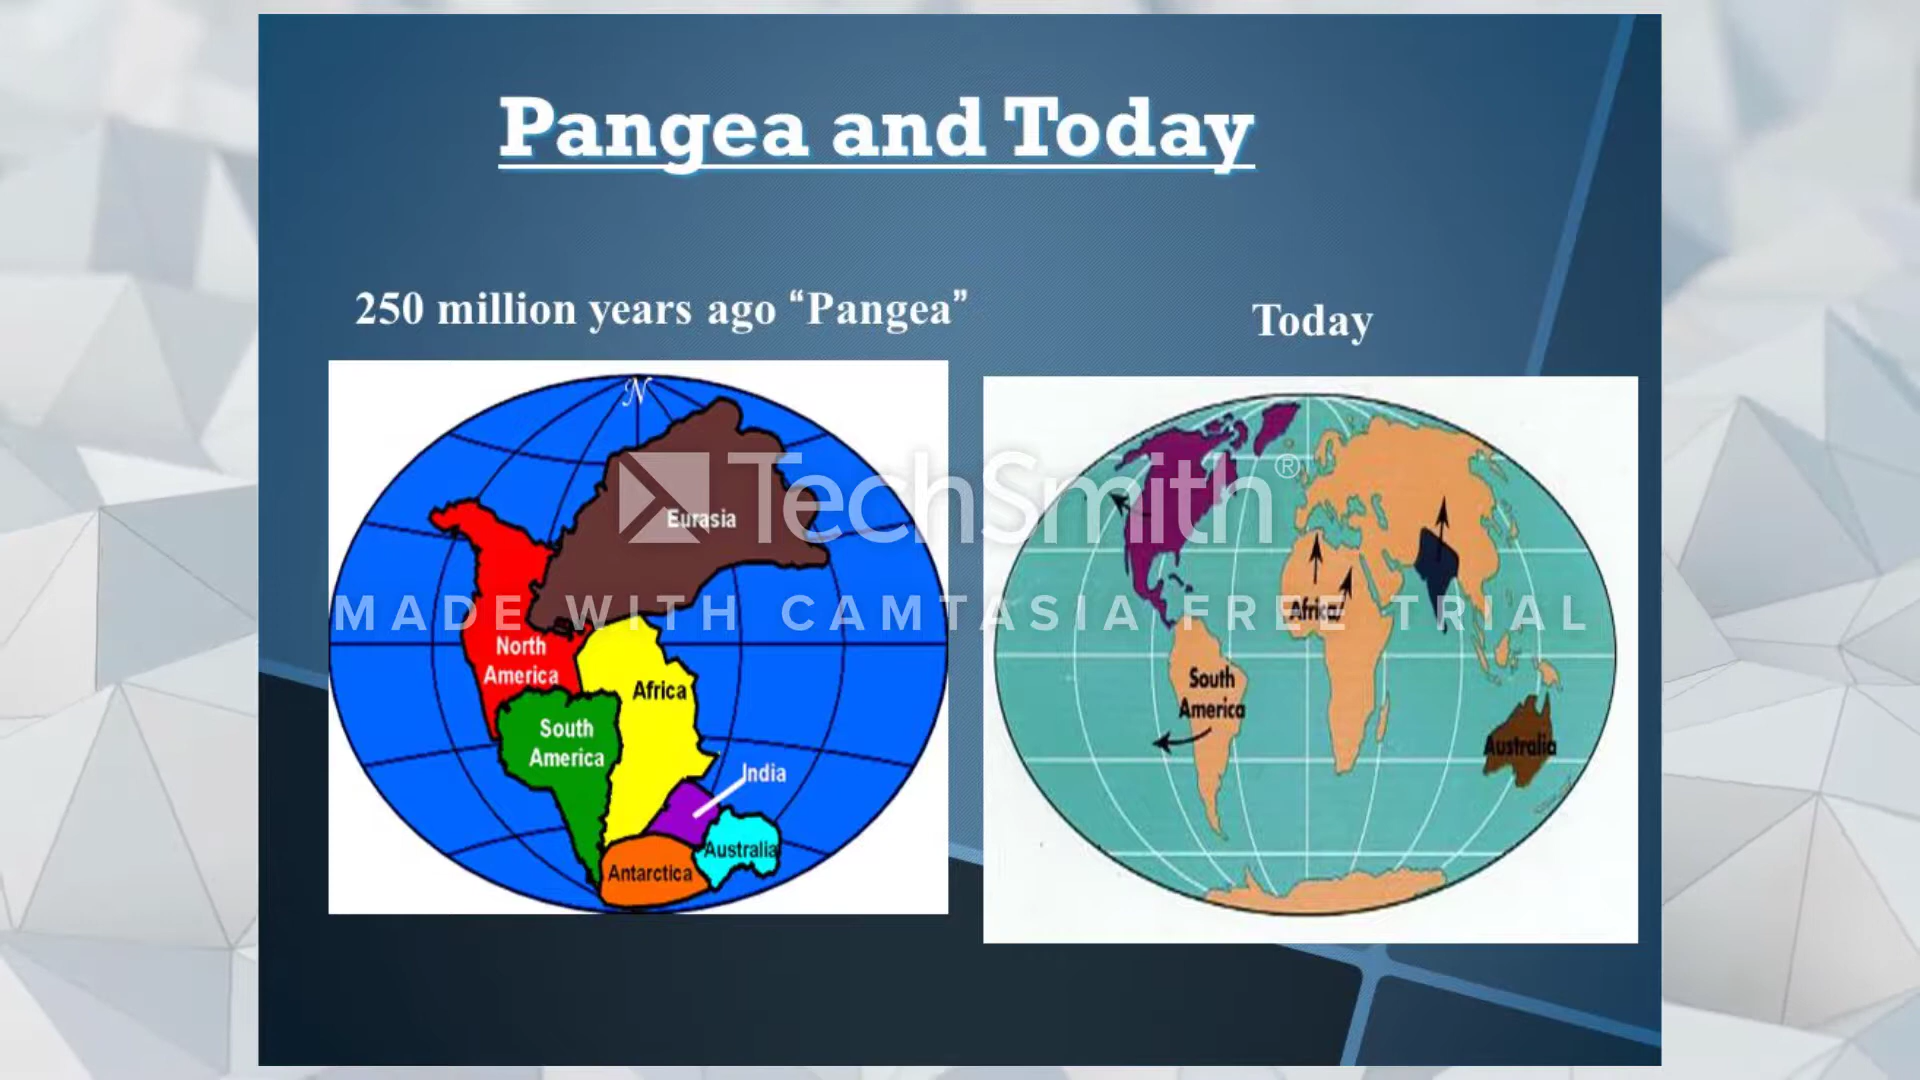 Pangea and Today
250 million years ago “Pangea”
Today
N
Eurasia
North
America
Africa
South
America
India
Australia
Antarctica
Africa
South
America
Australia
TechSmith®
MADE WITH CAMTASIA FREE TRIAL